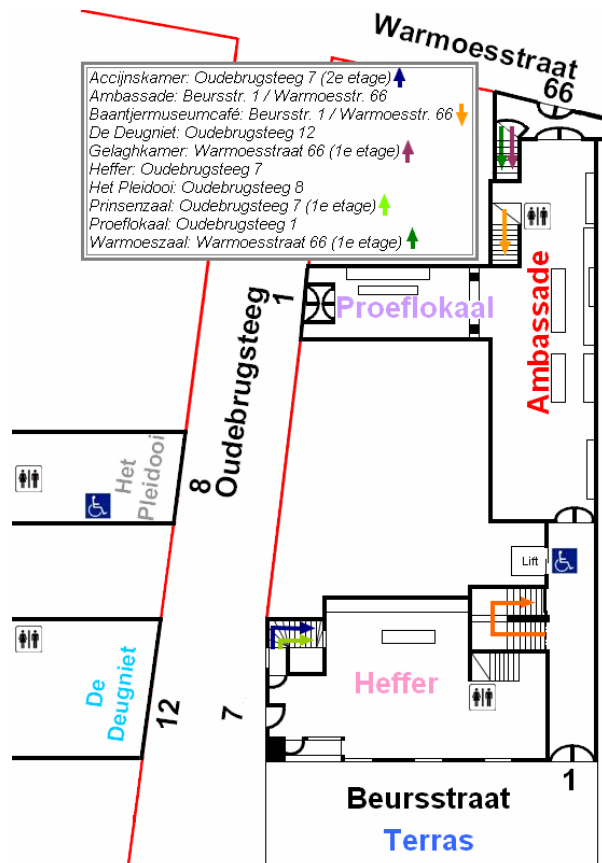 Warmoesstraat
66
Accijnskamer: Oudebrugsteeg 7 (2e etage)
Ambassade: Beursstr. 1 / Warmoesstr. 66
Baantjermuseumcafé: Beursstr. 1 / Warmoesstr. 66
De Deugniet: Oudebrugsteeg 12
Gelaghkamer: Warmoesstraat 66 (1e etage)
Heffer: Oudebrugsteeg 7
Het Pleidooi: Oudebrugsteeg 8
Prinsenzaal: Oudebrugsteeg 7 (1e etage)
Proeflokaal: Oudebrugsteeg 1
Warmoeszaal: Warmoesstraat 66 (1e etage)
1
Proeflokaal
Ambassade
Oudebrugsteeg
Het
Pleidooi
8
Lift
De
Deugniet
12
7
Heffer
1
Beursstraat
Terras